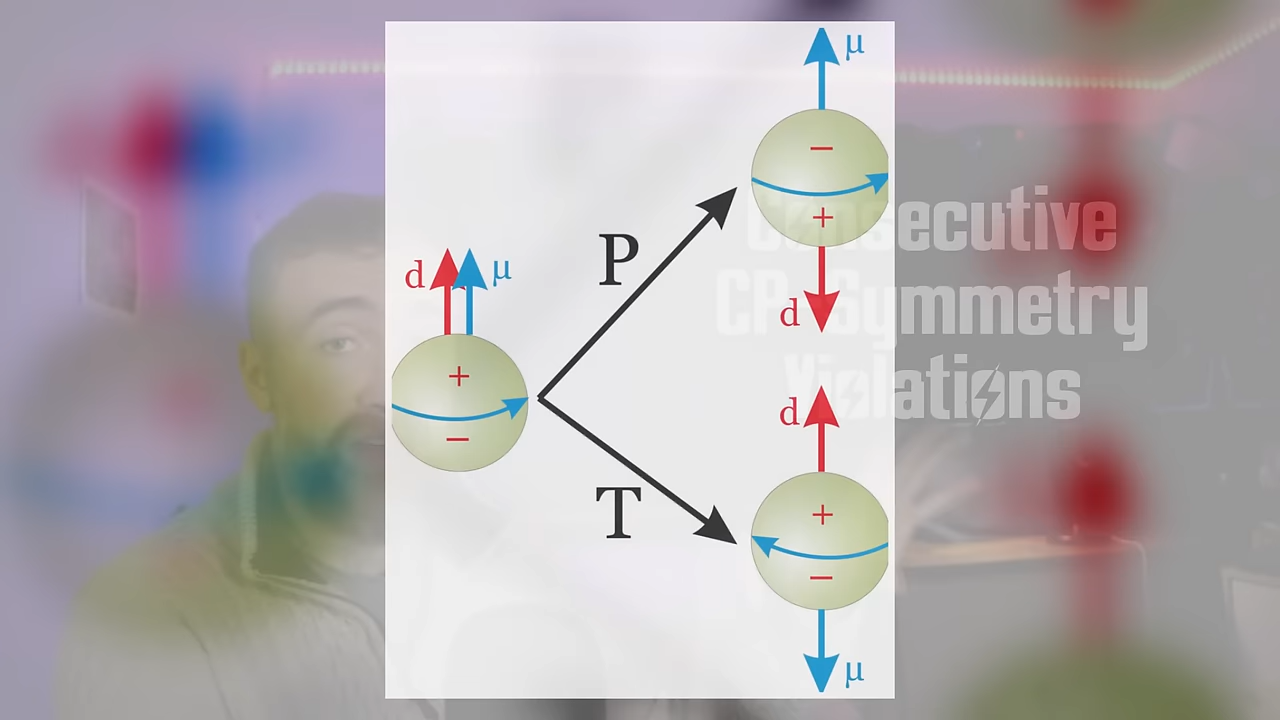 μ
−
+
d
P
d μ
+
−
T
d
+
−
μ
Consecutive
CP-Symmetry
Violations